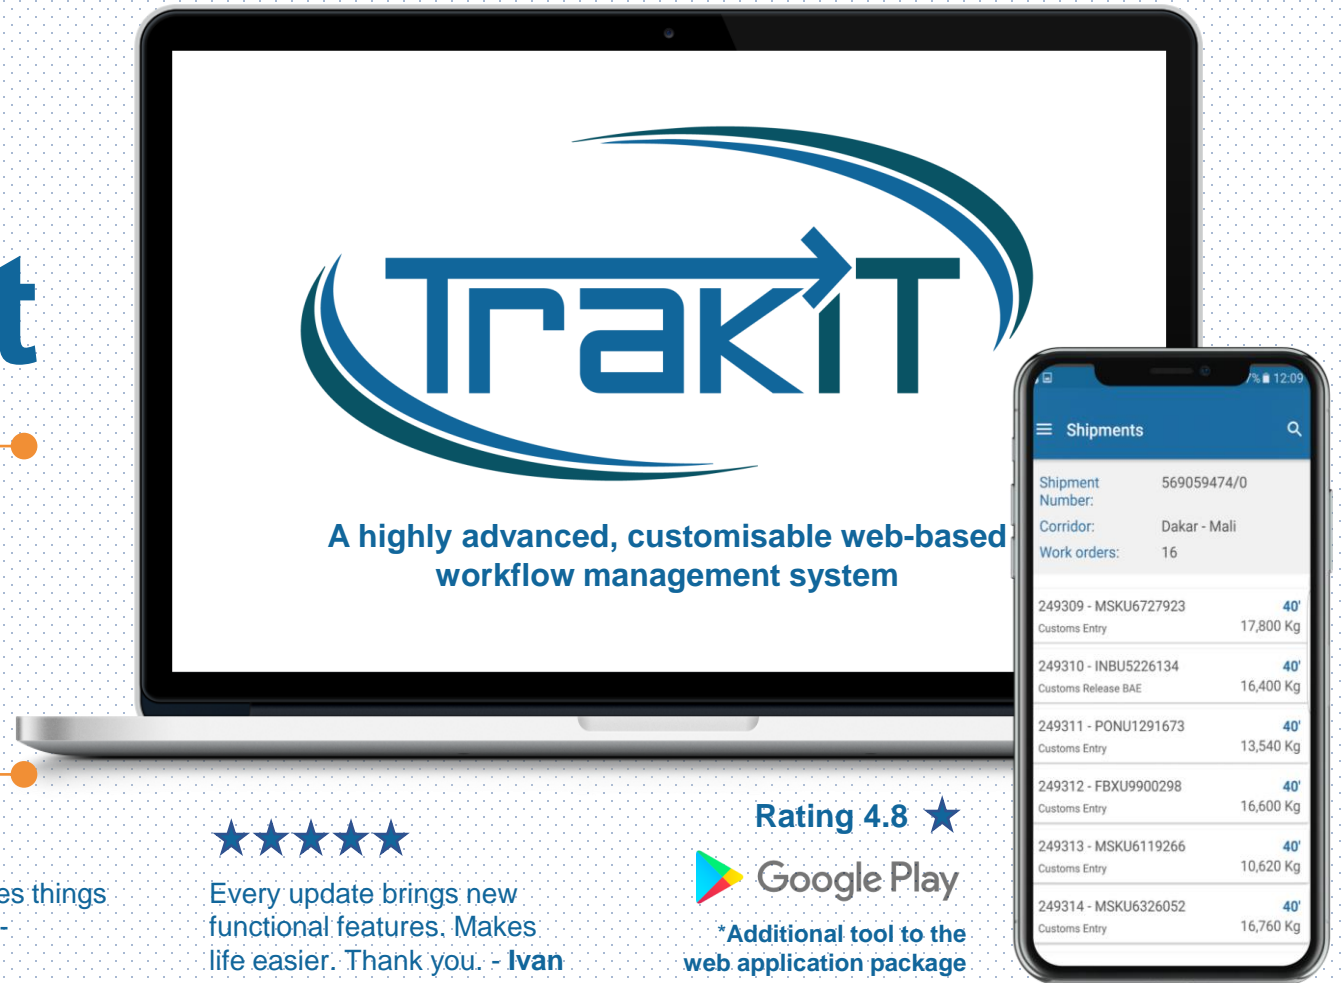 t
TrakiT
A highly advanced, customisable web-based
workflow management system
7% 12:09
Shipments
Shipment Number: 569059474/0
Corridor: Dakar - Mali
Work orders: 16
249309 - MSKU6727923 40'
Customs Entry 17,800 Kg
249310 - INBU5226134 40'
Customs Release BAE 16,400 Kg
249311 - PONU1291673 40'
Customs Entry 13,540 Kg
249312 - FBXU9900298 40'
Customs Entry 16,600 Kg
249313 - MSKU6119266 40'
Customs Entry 10,620 Kg
249314 - MSKU6326052 40'
Customs Entry 16,760 Kg
es things
-
Every update brings new
functional features. Makes
life easier. Thank you. - Ivan
Rating 4.8
Google Play
*Additional tool to the
web application package